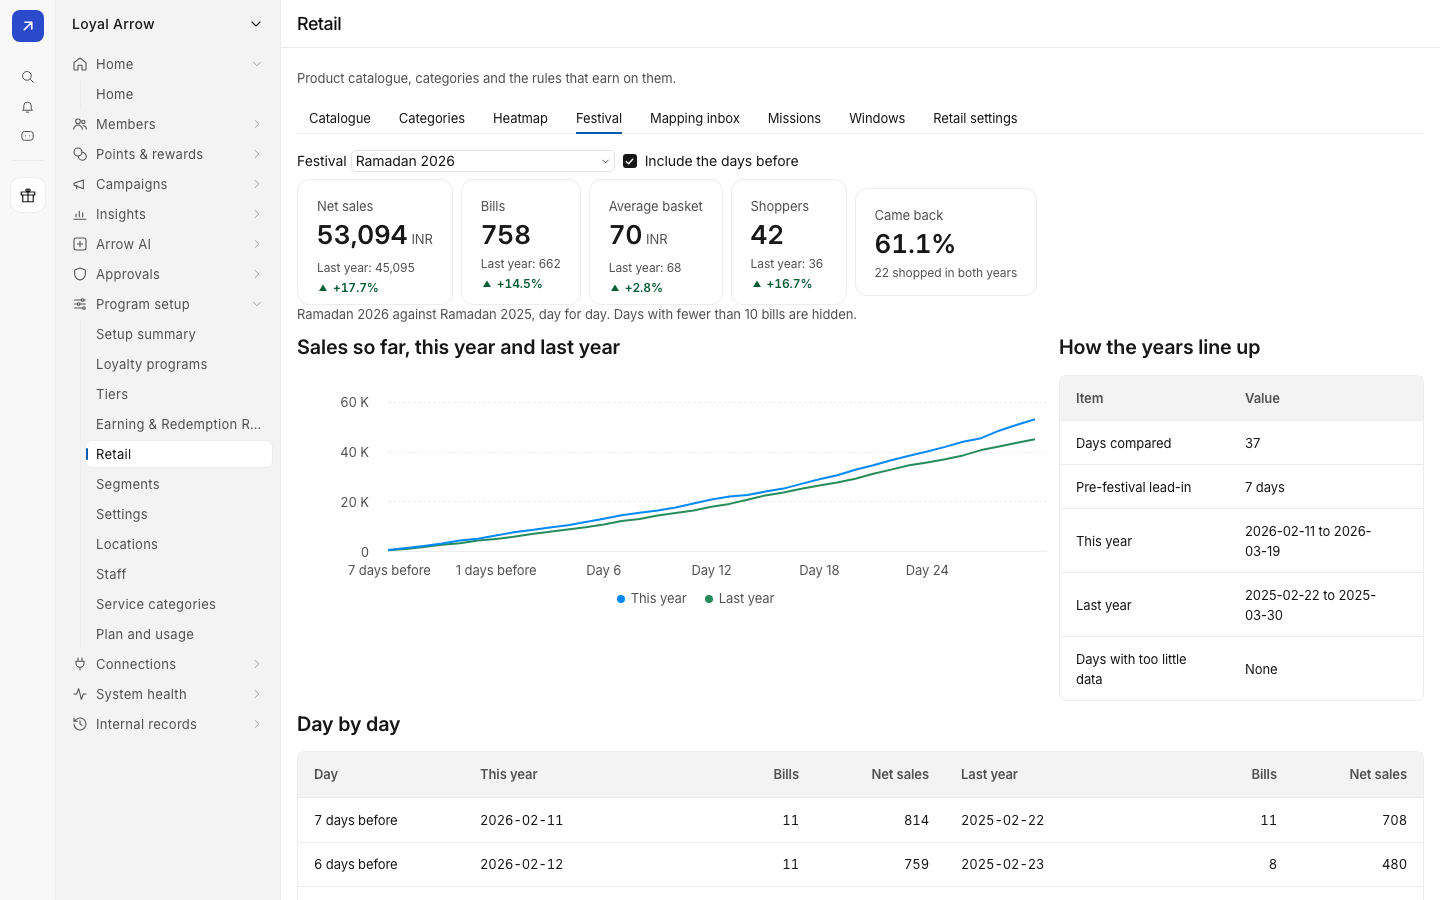 Loyal Arrow
Home
Home
Members
Points & rewards
Campaigns
Insights
Arrow AI
Approvals
Program setup
Setup summary
Loyalty programs
Tiers
Earning & Redemption R...
Retail
Segments
Settings
Locations
Staff
Service categories
Plan and usage
Connections
System health
Internal records
Retail
Product catalogue, categories and the rules that earn on them.
Catalogue Categories Heatmap Festival Mapping inbox Missions Windows Retail settings
Festival Ramadan 2026 Include the days before
Net sales
53,094 INR
Last year: 45,095
▲ +17.7%
Bills
758
Last year: 662
▲ +14.5%
Average basket
70 INR
Last year: 68
▲ +2.8%
Shoppers
42
Last year: 36
▲ +16.7%
Came back
61.1%
22 shopped in both years
Ramadan 2026 against Ramadan 2025, day for day. Days with fewer than 10 bills are hidden.
Sales so far, this year and last year
60 K
40 K
20 K
0
7 days before 1 days before Day 6 Day 12 Day 18 Day 24
This year Last year
How the years line up
Item Value
Days compared 37
Pre-festival lead-in 7 days
This year 2026-02-11 to 2026-
03-19
Last year 2025-02-22 to 2025-
03-30
Days with too little
data None
Day by day
Day This year Bills Net sales Last year Bills Net sales
7 days before 2026-02-11 11 814 2025-02-22 11 708
6 days before 2026-02-12 11 759 2025-02-23 8 480